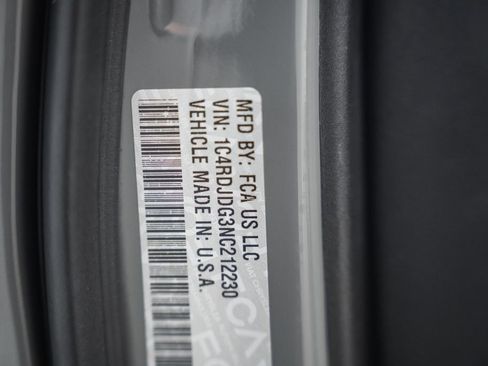 MFD BY: FCA US LLC
VIN: 1C4RDJDG3NC212230
VEHICLE MADE IN: U.S.A.